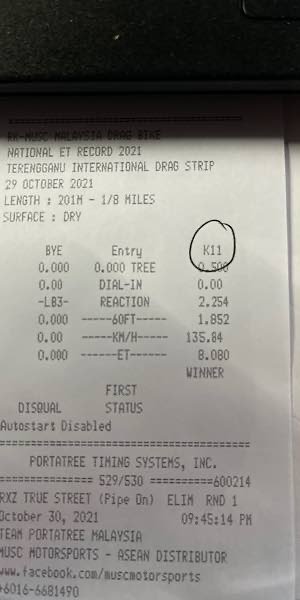 ==============================
RK-MUSC MALAYSIA DRAG BIKE
NATIONAL ET RECORD 2021
TERENGGANU INTERNATIONAL DRAG STRIP
29 OCTOBER 2021
LENGTH : 201M - 1/8 MILES
SURFACE : DRY
BYE Entry K11
0.000 0.000 TREE 0.500
0.00 DIAL-IN 0.00
-LB3- REACTION 2.254
0.000 -----60FT----- 1.852
0.00 -----KM/H----- 135.84
0.000 ------ET------ 8.080
WINNER
FIRST
DISQUAL STATUS
Autostart Disabled
==============================
PORTATREE TIMING SYSTEMS, INC.
============== 529/530 ==========600214
RXZ TRUE STREET (Pipe On) ELIM RND 1
October 30, 2021 09:45:14 PM
TEAM PORTATREE MALAYSIA
MUSC MOTORSPORTS - ASEAN DISTRIBUTOR
www.facebook.com/muscmotorsports
+6016-6681490